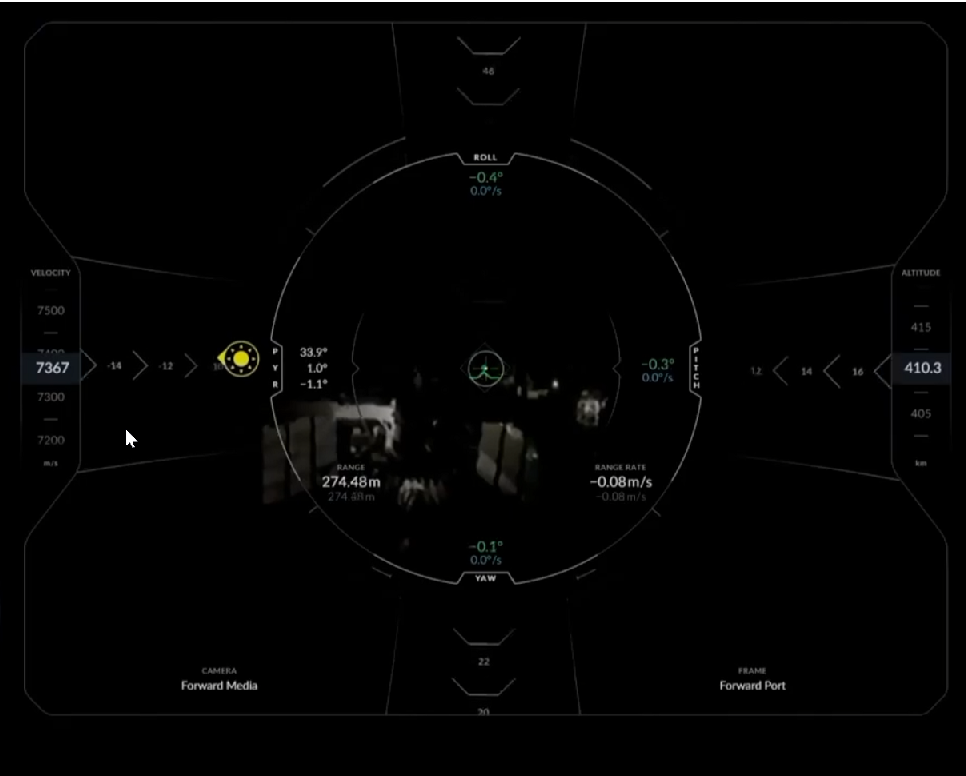 48
ROLL
−0.4°
0.0°/s
VELOCITY
7500
7400
7367
7300
7200
m/s
-14
-12
10
P
Y
R
33.9°
1.0°
−1.1°
−0.3°
0.0°/s
PITCH
12
14
16
ALTITUDE
415
410.3
405
km
RANGE
274.48m
274.48m
RANGE RATE
−0.08m/s
−0.08m/s
−0.1°
0.0°/s
YAW
22
20
CAMERA
Forward Media
FRAME
Forward Port